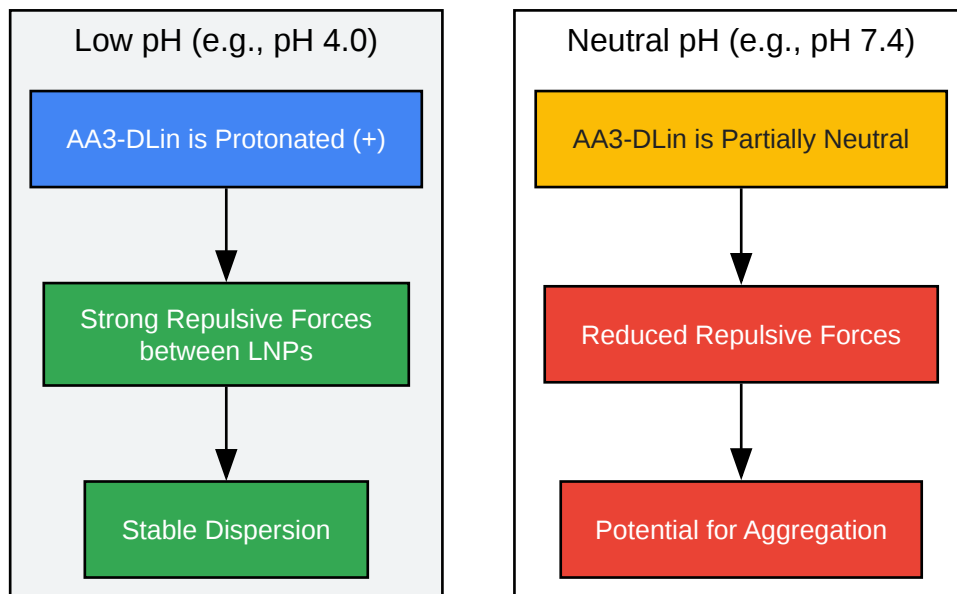 Low pH (e.g., pH 4.0)
AA3-DLin is Protonated (+)
Strong Repulsive Forces
between LNPs
Stable Dispersion
Neutral pH (e.g., pH 7.4)
AA3-DLin is Partially Neutral
Reduced Repulsive Forces
Potential for Aggregation